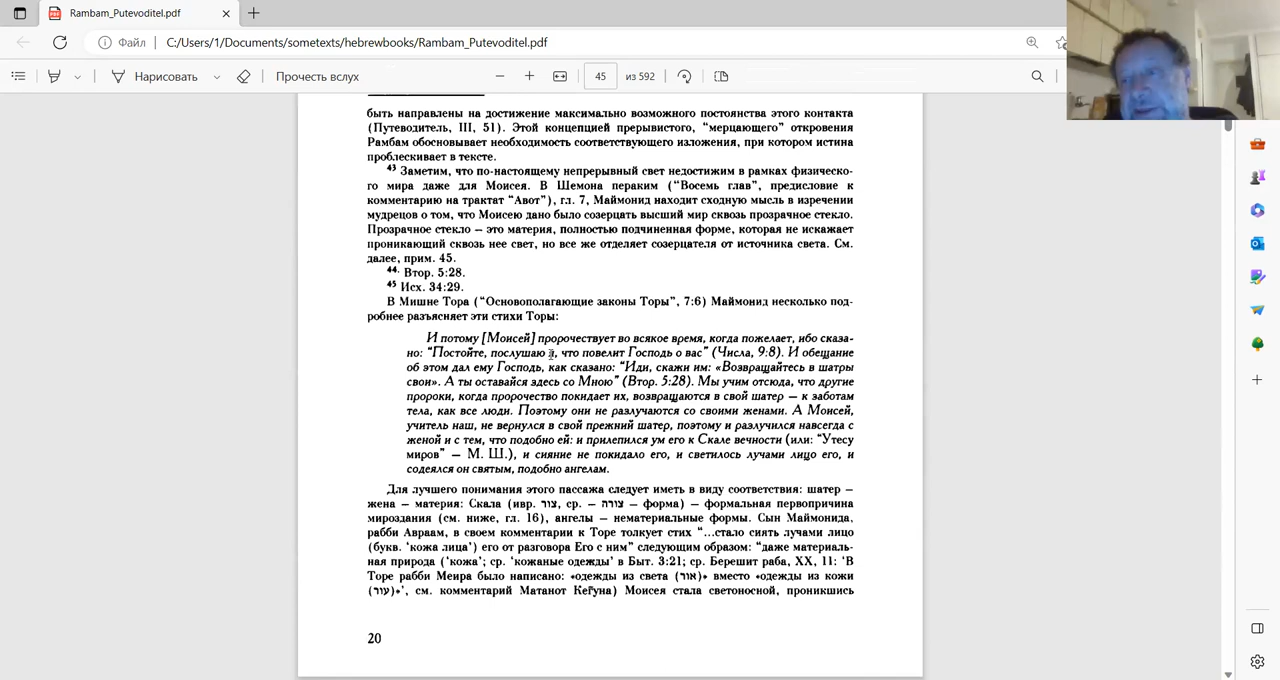 Rambam_Putevoditel.pdf
Файл
C:/Users/1/Documents/sometexts/hebrewbooks/Rambam_Putevoditel.pdf
Нарисовать
Прочесть вслух
45 из 592
быть направлены на достижение максимально возможного постоянства этого контакта
(Путеводитель, III, 51). Этой концепцией прерывистого, “мерцающего” откровения
Рамбам обосновывает необходимость соответствующего изложения, при котором истина
проблескивает в тексте.
43 Заметим, что по-настоящему непрерывный свет недостижим в рамках физическо-
го мира даже для Моисея. В Шемона пераким (“Восемь глав”, предисловие к
комментарию на трактат “Авот”), гл. 7, Маймонид находит сходную мысль в изречении
мудрецов о том, что Моисею дано было созерцать высший мир сквозь прозрачное стекло.
Прозрачное стекло – это материя, полностью подчиненная форме, которая не искажает
проникающий сквозь нее свет, но все же отделяет созерцателя от источника света. См.
далее, прим. 45.
44. Втор. 5:28.
45 Исх. 34:29.
В Мишне Тора (“Основополагающие законы Торы”, 7:6) Маймонид несколько под-
робнее разъясняет эти стихи Торы:
И потому [Моисей] пророчествует во всякое время, когда пожелает, ибо сказа-
но: “Постойте, послушаю я, что повелит Господь о вас” (Числа, 9:8). И обещание
об этом дал ему Господь, как сказано: “Иди, скажи им: «Возвращайтесь в шатры
свои». А ты оставайся здесь со Мною” (Втор. 5:28). Мы учим отсюда, что другие
пророки, когда пророчество покидает их, возвращаются в свой шатер — к заботам
тела, как все люди. Поэтому они не разлучаются со своими женами. А Моисей,
учитель наш, не вернулся в свой прежний шатер, поэтому и разлучился навсегда с
женой и с тем, что подобно ей: и прилепился ум его к Скале вечности (или: “Утесу
миров” — М. Ш.), и сияние не покидало его, и светилось лучами лицо его, и
содеялся он святым, подобно ангелам.
Для лучшего понимания этого пассажа следует иметь в виду соответствия: шатер –
жена – материя: Скала (ивр. צור, ср. – צורה – форма) – формальная первопричина
мироздания (см. ниже, гл. 16), ангелы – нематериальные формы. Сын Маймонида,
рабби Авраам, в своем комментарии к Торе толкует стих “...стало сиять лучами лицо
(букв. ‘кожа лица’) его от разговора Его с ним” следующим образом: “даже материаль-
ная природа (‘кожа’; ср. ‘кожаные одежды’ в Быт. 3:21; ср. Берешит раба, XX, 11: ‘В
Торе рабби Меира было написано: «одежды из света (אור)» вместо «одежды из кожи
(עור)»’, см. комментарий Матанот Кегуна) Моисея стала светоносной, проникшись
20